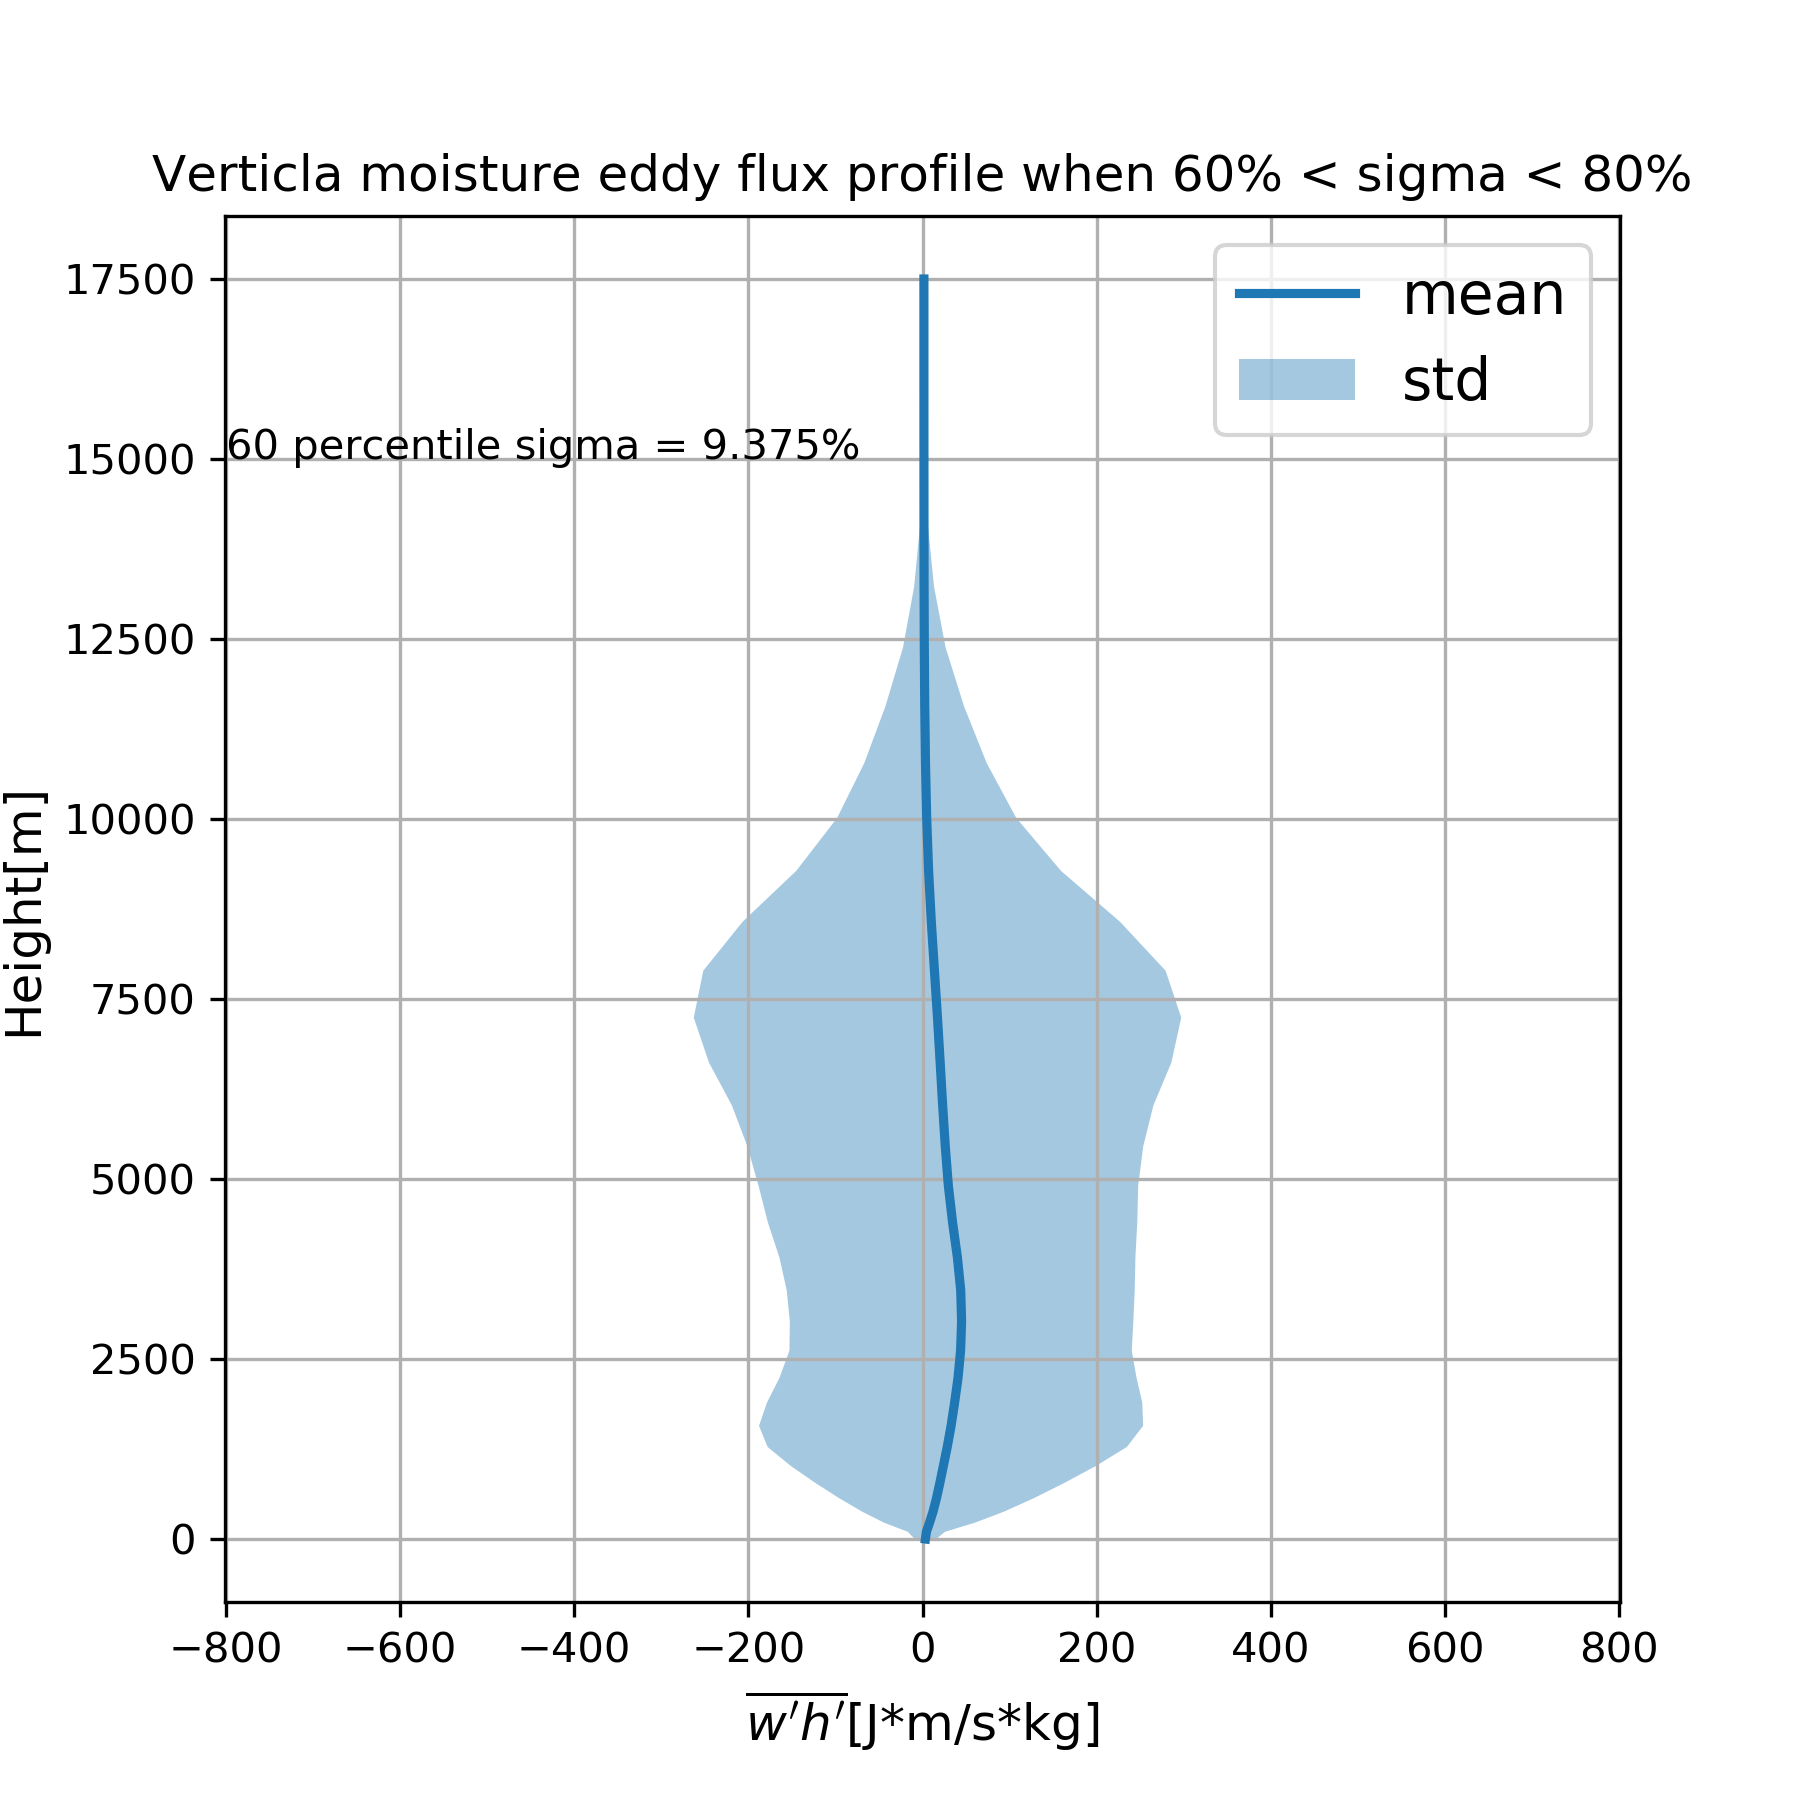 Verticla moisture eddy flux profile when 60% < sigma < 80%
mean
std
60 percentile sigma = 9.375%
17500
15000
12500
10000
7500
5000
2500
0
Height[m]
−800 −600 −400 −200 0 200 400 600 800
w′h′[J*m/s*kg]